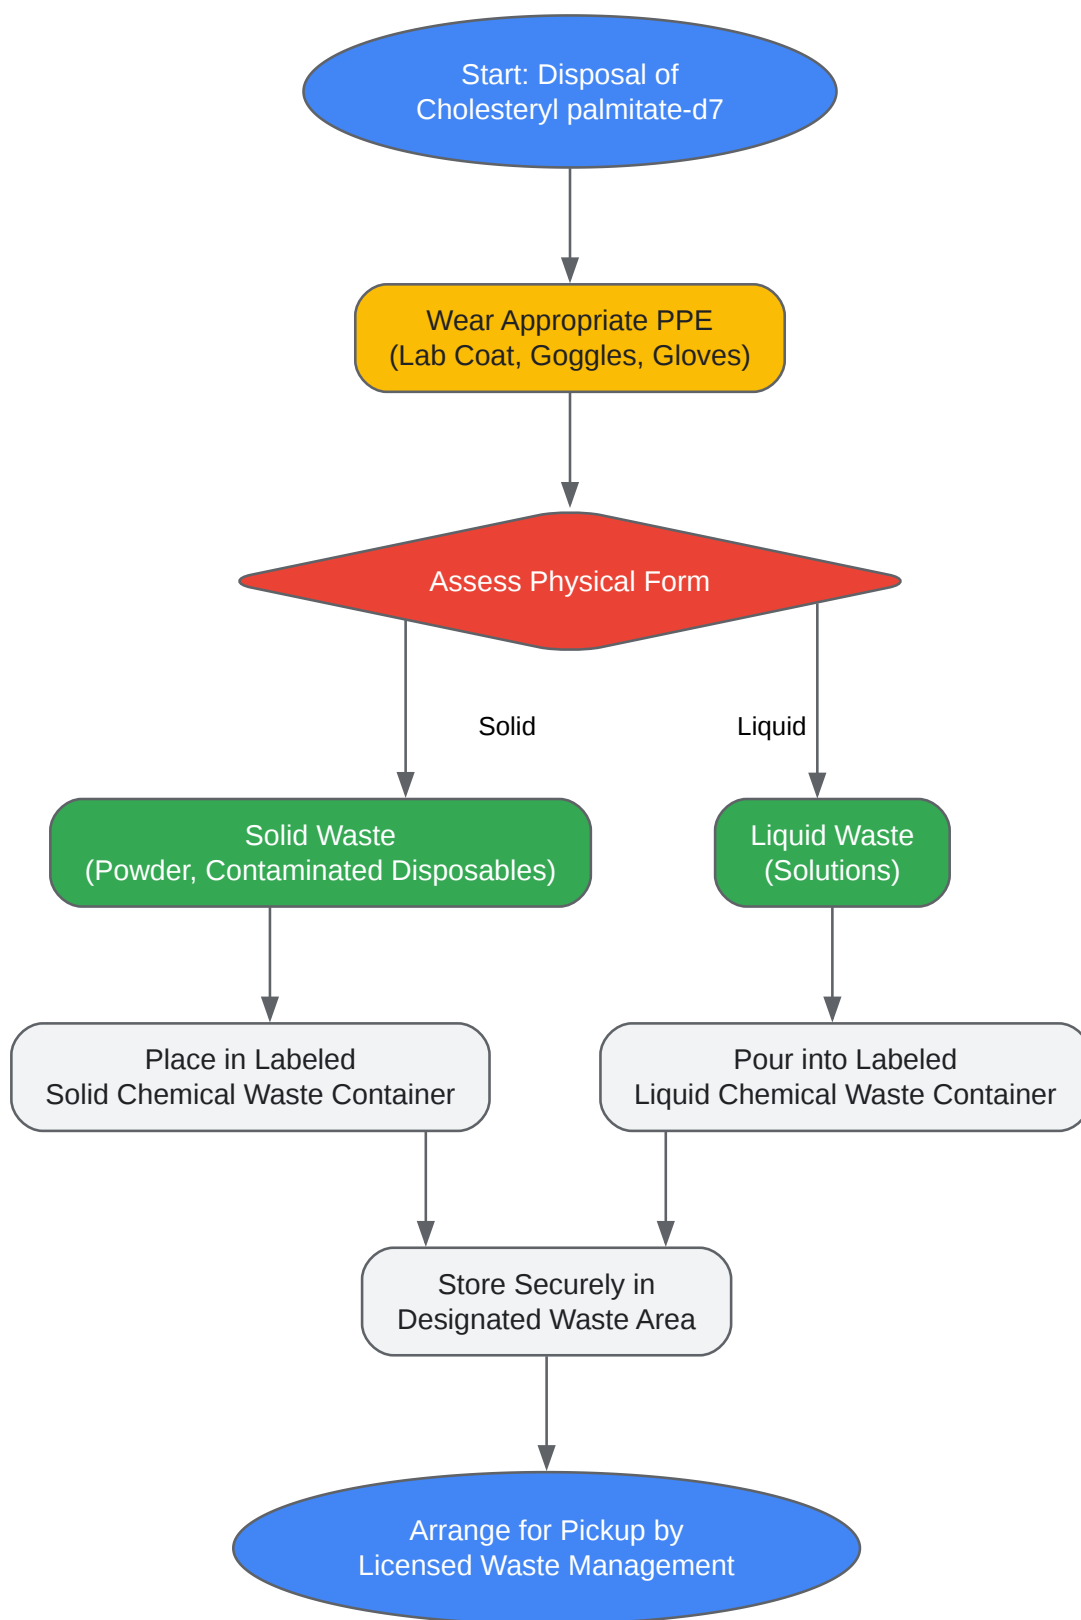 Start: Disposal of
Cholesteryl palmitate-d7
Wear Appropriate PPE
(Lab Coat, Goggles, Gloves)
Assess Physical Form
Solid
Liquid
Solid Waste
(Powder, Contaminated Disposables)
Liquid Waste
(Solutions)
Place in Labeled
Solid Chemical Waste Container
Pour into Labeled
Liquid Chemical Waste Container
Store Securely in
Designated Waste Area
Arrange for Pickup by
Licensed Waste Management